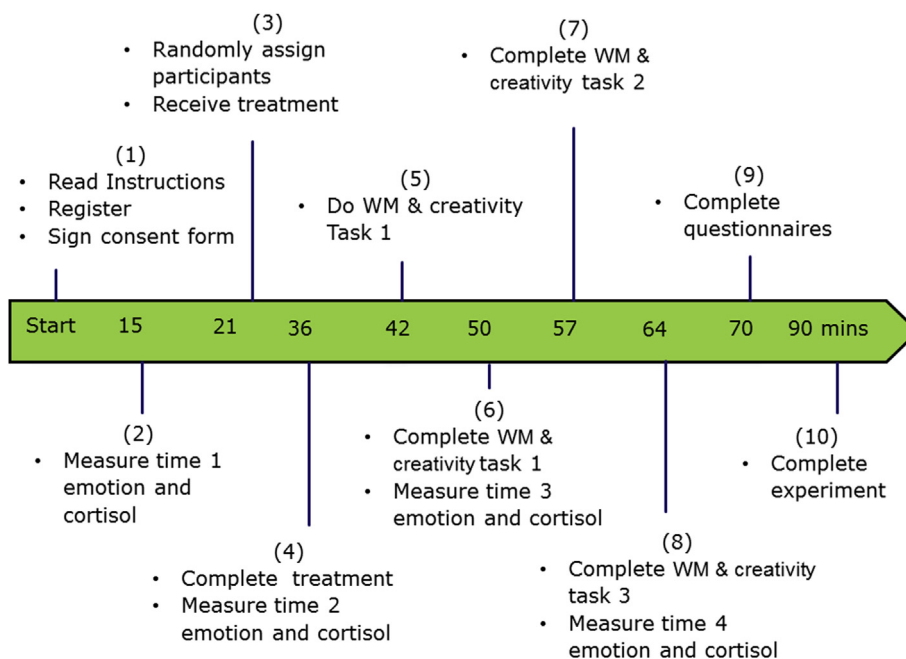 (3)
• Randomly assign
participants
• Receive treatment
(7)
• Complete WM &
creativity task 2
(1)
• Read Instructions
• Register
• Sign consent form
(5)
• Do WM & creativity
Task 1
(9)
• Complete
questionnaires
Start 15 21 36 42 50 57 64 70 90 mins
(2)
• Measure time 1
emotion and
cortisol
(4)
• Complete treatment
• Measure time 2
emotion and cortisol
(6)
• Complete WM &
creativity task 1
• Measure time 3
emotion and cortisol
(8)
• Complete WM & creativity
task 3
• Measure time 4
emotion and cortisol
(10)
• Complete
experiment